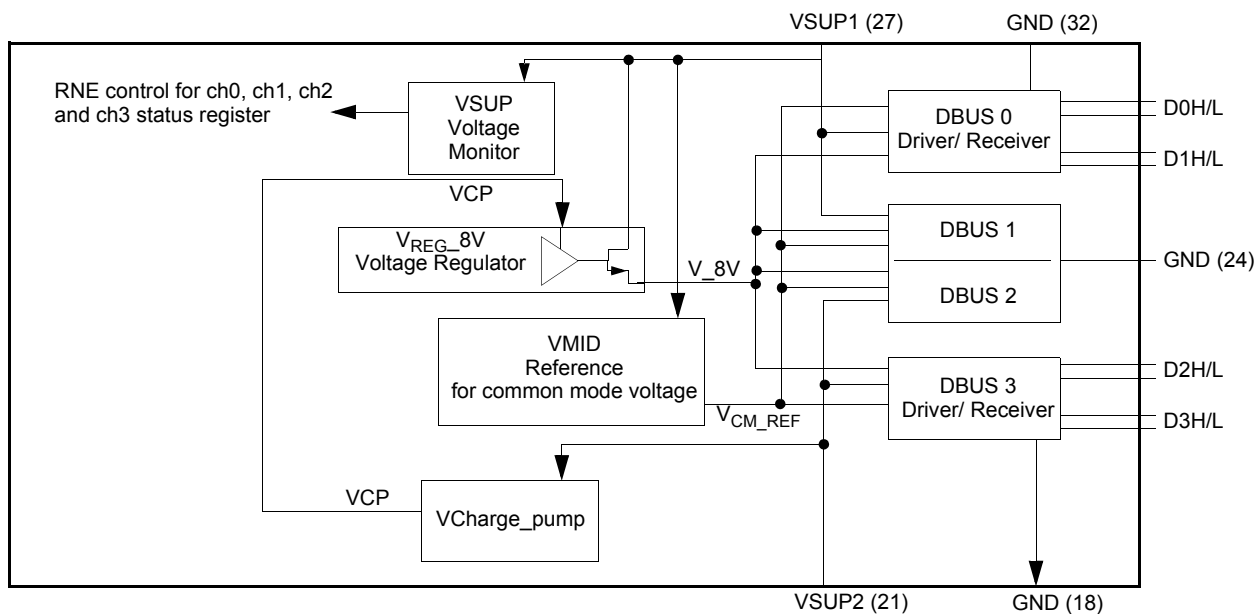 VSUP1 (27)
GND (32)
RNE control for ch0, ch1, ch2
and ch3 status register
VSUP
Voltage
Monitor
DBUS 0
Driver/ Receiver
D0H/L
D1H/L
VCP
VREG_8V
Voltage Regulator
V_8V
DBUS 1
DBUS 2
GND (24)
VMID
Reference
for common mode voltage
VCM_REF
DBUS 3
Driver/ Receiver
D2H/L
D3H/L
VCP
VCharge_pump
VSUP2 (21)
GND (18)